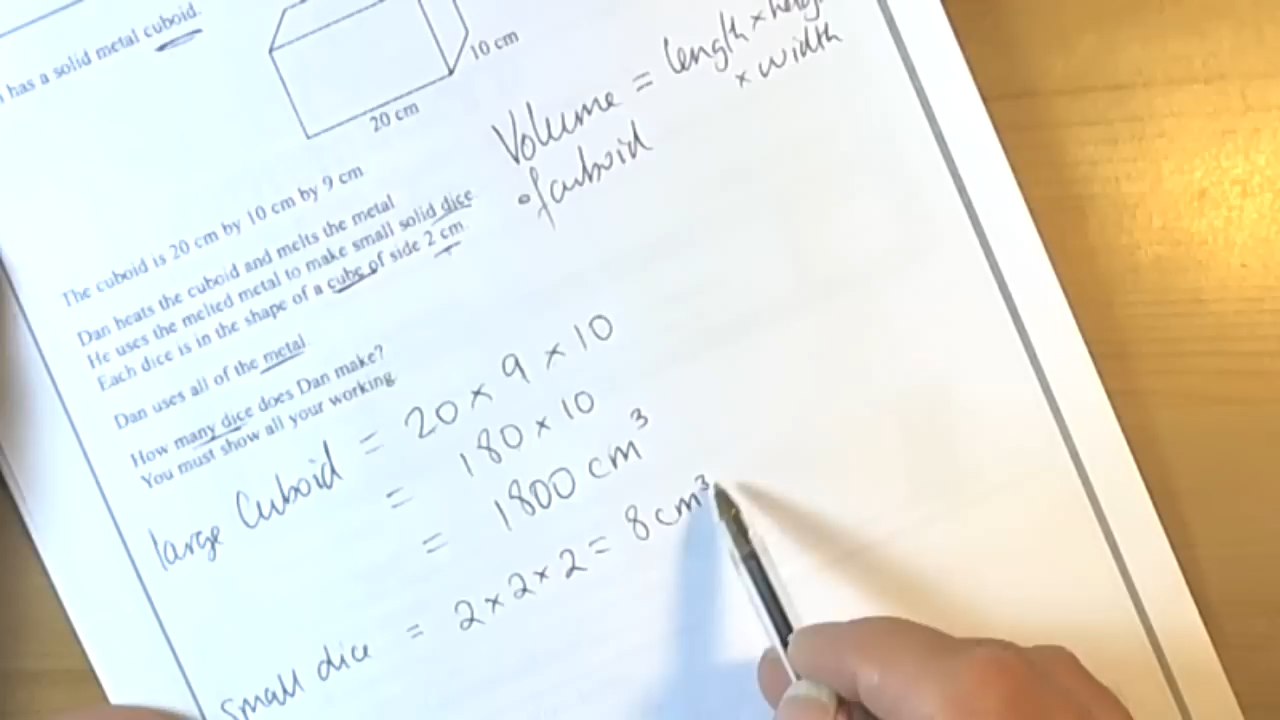 has a solid metal cuboid.
10 cm
20 cm
Volume = length × height
of cuboid × width
The cuboid is 20 cm by 10 cm by 9 cm
Dan heats the cuboid and melts the metal
He uses the melted metal to make small solid dice
Each dice is in the shape of a cube of side 2 cm
Dan uses all of the metal
How many dice does Dan make?
You must show all your working
large Cuboid = 20 × 9 × 10
= 180 × 10
= 1800 cm³
Small dice = 2 × 2 × 2 = 8 cm³